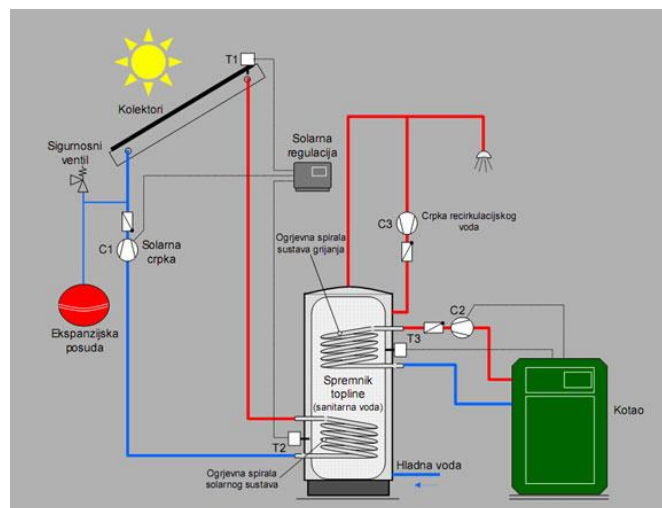 T1
Kolektori
Sigurnosni
ventil
Solarna
regulacija
C1
Solarna
crpka
Ekspanzijska
posuda
C3
Crpka recirkulacijskog
voda
Ogrjevna spirala
sustava grijanja
C2
T3
Spremnik
topline
(sanitarna voda)
Kotao
T2
Hladna voda
Ogrjevna spirala
solarnog sustava